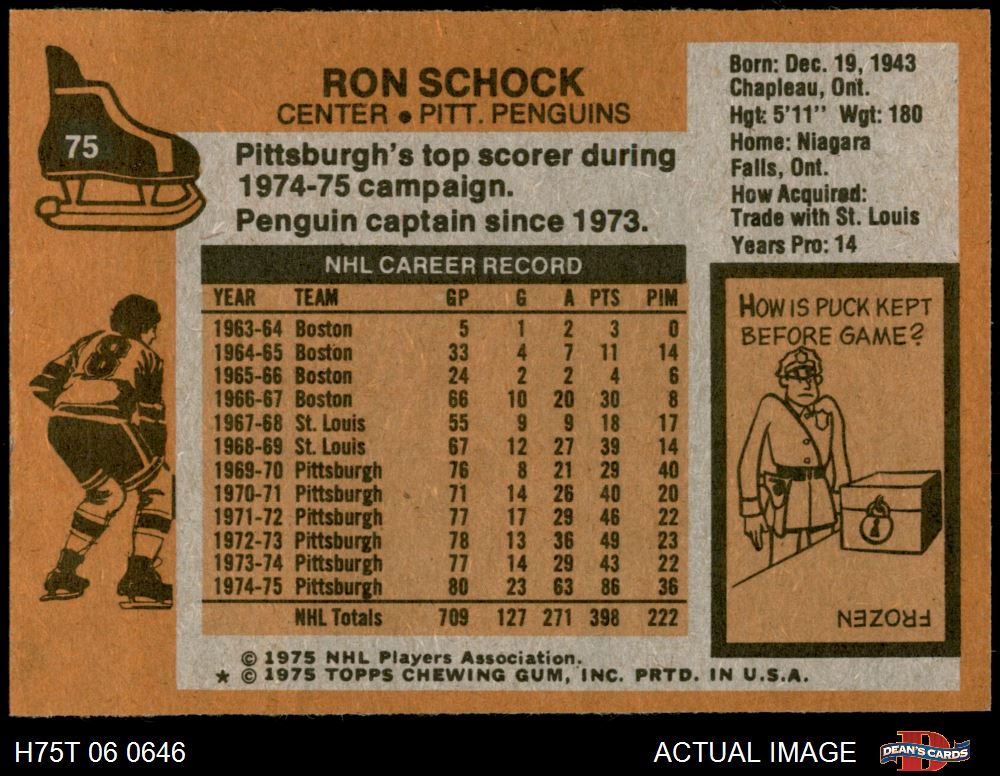 75
RON SCHOCK
CENTER • PITT. PENGUINS
Pittsburgh's top scorer during
1974-75 campaign.
Penguin captain since 1973.
Born: Dec. 19, 1943
Chapleau, Ont.
Hgt: 5'11" Wgt: 180
Home: Niagara
Falls, Ont.
How Acquired:
Trade with St. Louis
Years Pro: 14
NHL CAREER RECORD
YEAR TEAM GP G A PTS PIM
1963-64 Boston 5 1 2 3 0
1964-65 Boston 33 4 7 11 14
1965-66 Boston 24 2 2 4 6
1966-67 Boston 66 10 20 30 8
1967-68 St. Louis 55 9 9 18 17
1968-69 St. Louis 67 12 27 39 14
1969-70 Pittsburgh 76 8 21 29 40
1970-71 Pittsburgh 71 14 26 40 20
1971-72 Pittsburgh 77 17 29 46 22
1972-73 Pittsburgh 78 13 36 49 23
1973-74 Pittsburgh 77 14 29 43 22
1974-75 Pittsburgh 80 23 63 86 36
NHL Totals 709 127 271 398 222
8
HOW IS PUCK KEPT
BEFORE GAME?
FROZEN
© 1975 NHL Players Association.
★ © 1975 TOPPS CHEWING GUM, INC. PRTD. IN U.S.A.
H75T 06 0646
ACTUAL IMAGE
D
DEAN'S CARDS